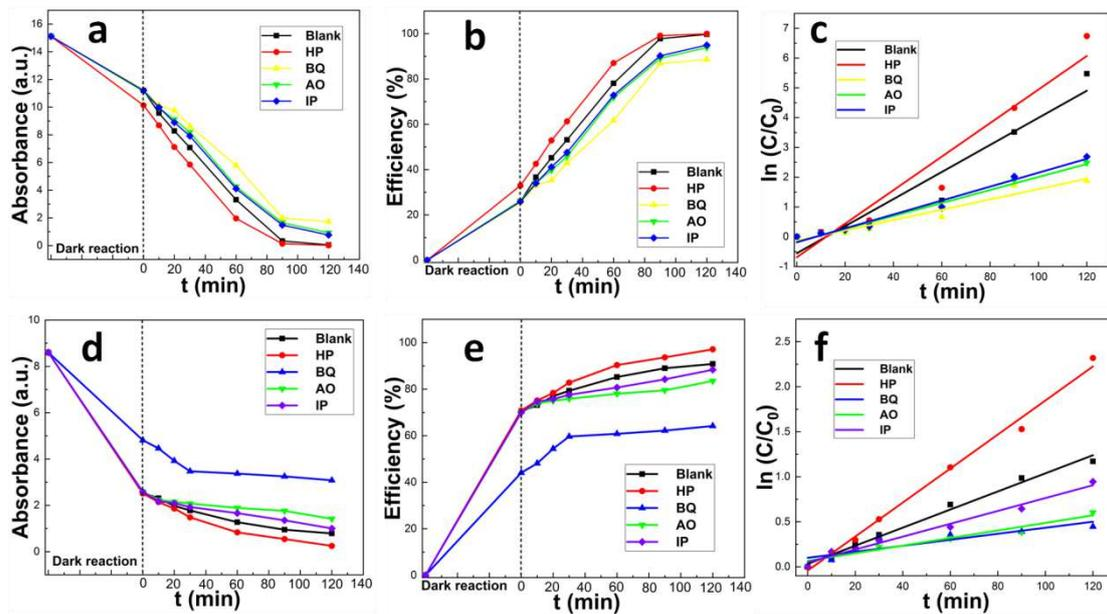 a
Absorbance (a.u.)
16
14
12
10
8
6
4
2
0
Blank
HP
BQ
AO
IP
Dark reaction
0 20 40 60 80 100 120 140
t (min)
b
Efficiency (%)
100
80
60
40
20
0
Blank
HP
BQ
AO
IP
Dark reaction
0 20 40 60 80 100 120 140
t (min)
c
ln (C/C0)
7
6
5
4
3
2
1
0
-1
Blank
HP
BQ
AO
IP
0 20 40 60 80 100 120
t (min)
d
Absorbance (a.u.)
10
8
6
4
2
0
Blank
HP
BQ
AO
IP
Dark reaction
0 20 40 60 80 100 120
t (min)
e
Efficiency (%)
100
80
60
40
20
0
Blank
HP
BQ
AO
IP
Dark reaction
0 20 40 60 80 100 120 140
t (min)
f
ln (C/C0)
2.5
2.0
1.5
1.0
0.5
0.0
Blank
HP
BQ
AO
IP
0 20 40 60 80 100 120
t (min)